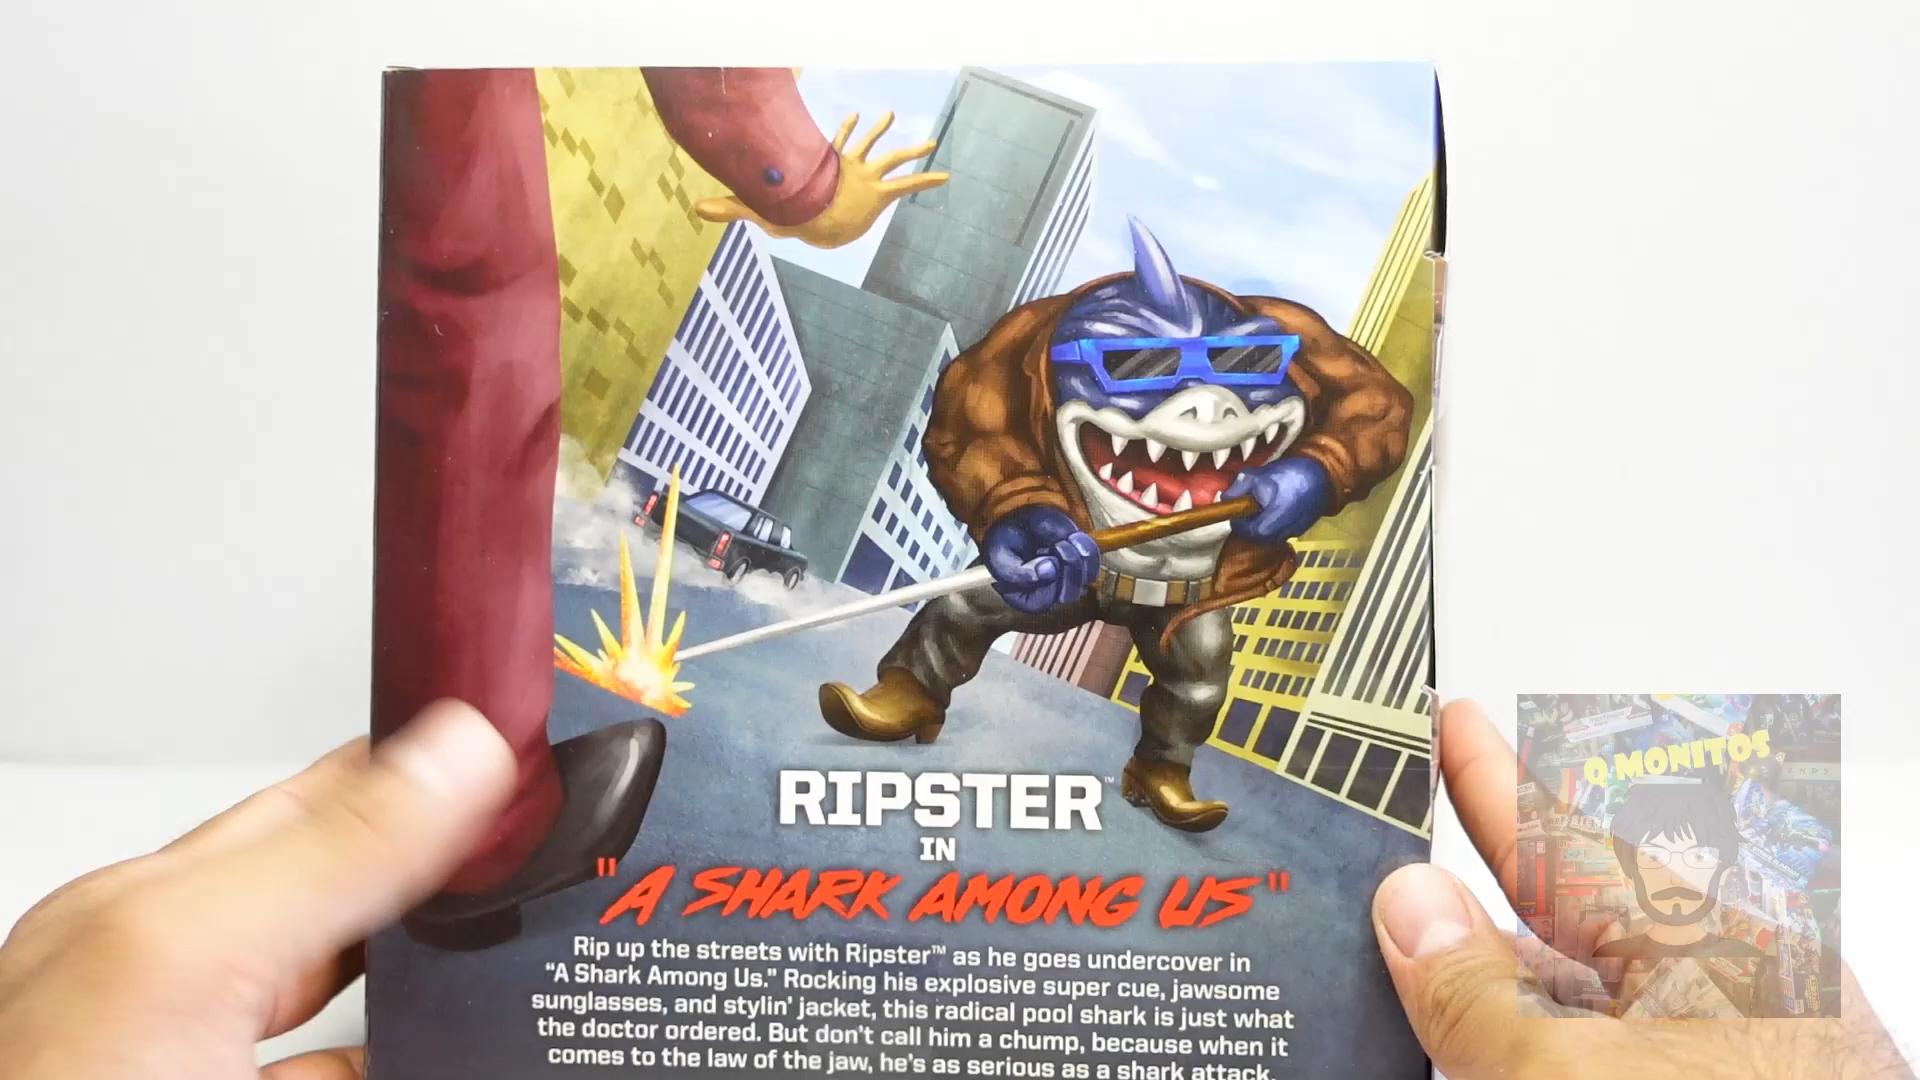 RIPSTER™
IN
"A SHARK AMONG US"
Rip up the streets with Ripster™ as he goes undercover in
“A Shark Among Us.” Rocking his explosive super cue, jawsome
sunglasses, and stylin’ jacket, this radical pool shark is just what
the doctor ordered. But don’t call him a chump, because when it
comes to the law of the jaw, he’s as serious as a shark attack.
Q MONITOS